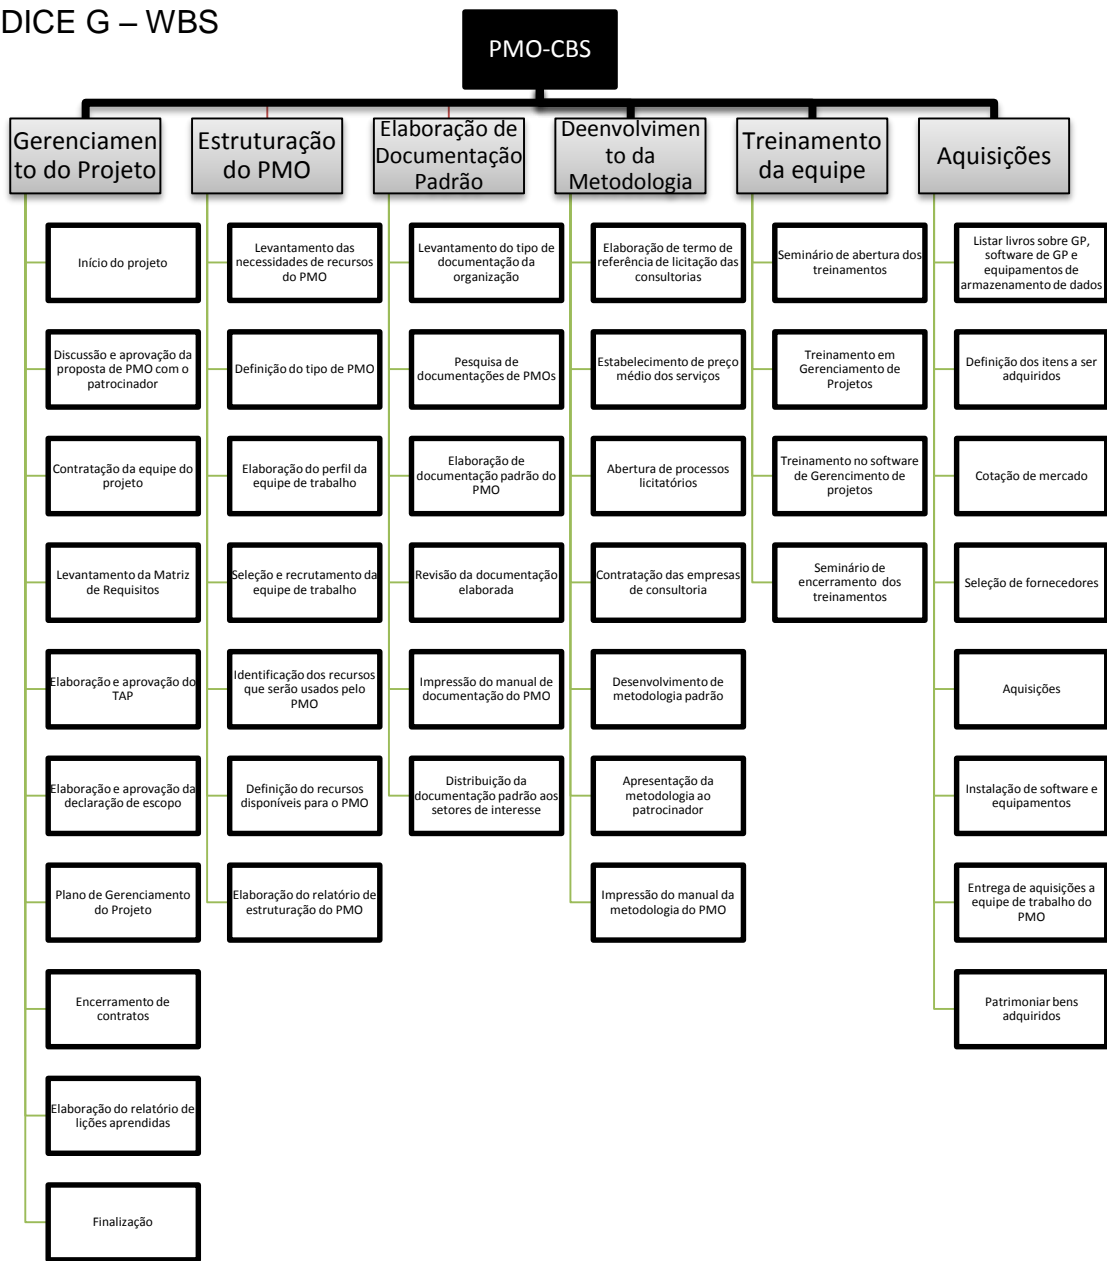 DICE G – WBS
PMO-CBS
Gerenciamen
to do Projeto
Estruturação
do PMO
Elaboração de
Documentação
Padrão
Deenvolvimen
to da
Metodologia
Treinamento
da equipe
Aquisições
Início do projeto
Discussão e aprovação da
proposta de PMO com o
patrocinador
Contratação da equipe do
projeto
Levantamento da Matriz
de Requisitos
Elaboração e aprovação do
TAP
Elaboração e aprovação da
declaração de escopo
Plano de Gerenciamento
do Projeto
Encerramento de
contratos
Elaboração do relatório de
lições aprendidas
Finalização
Levantamento das
necessidades de recursos
do PMO
Definição do tipo de PMO
Elaboração do perfil da
equipe de trabalho
Seleção e recrutamento da
equipe de trabalho
Identificação dos recursos
que serão usados pelo
PMO
Definição do recursos
disponíveis para o PMO
Elaboração do relatório de
estruturação do PMO
Levantamento do tipo de
documentação da
organização
Pesquisa de
documentações de PMOs
Elaboração de
documentação padrão do
PMO
Revisão da documentação
elaborada
Impressão do manual de
documentação do PMO
Distribuição da
documentação padrão aos
setores de interesse
Elaboração de termo de
referência de licitação das
consultorias
Estabelecimento de preço
médio dos serviços
Abertura de processos
licitatórios
Contratação das empresas
de consultoria
Desenvolvimento de
metodologia padrão
Apresentação da
metodologia ao
patrocinador
Impressão do manual da
metodologia do PMO
Seminário de abertura dos
treinamentos
Treinamento em
Gerenciamento de
Projetos
Treinamento no software
de Gerencimento de
projetos
Seminário de
encerramento dos
treinamentos
Listar livros sobre GP,
software de GP e
equipamentos de
armazenamento de dados
Definição dos itens a ser
adquiridos
Cotação de mercado
Seleção de fornecedores
Aquisições
Instalação de software e
equipamentos
Entrega de aquisições a
equipe de trabalho do
PMO
Patrimoniar bens
adquiridos